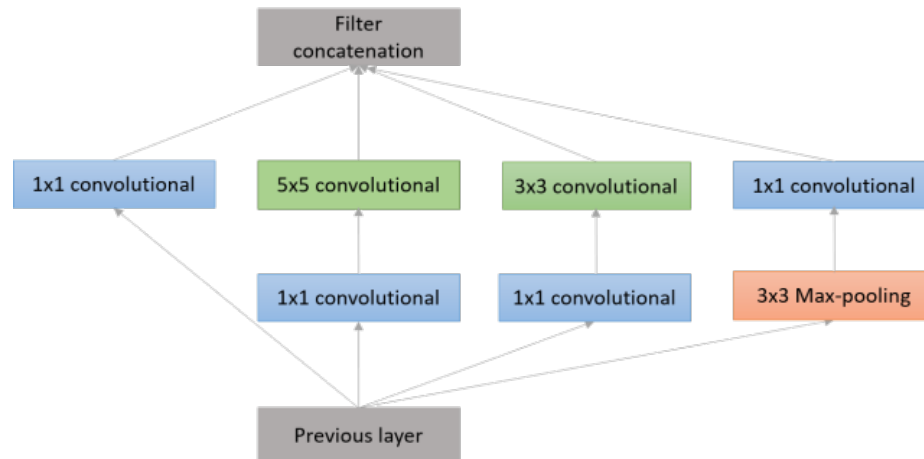 Filter
concatenation
1x1 convolutional
5x5 convolutional
3x3 convolutional
1x1 convolutional
1x1 convolutional
1x1 convolutional
3x3 Max-pooling
Previous layer